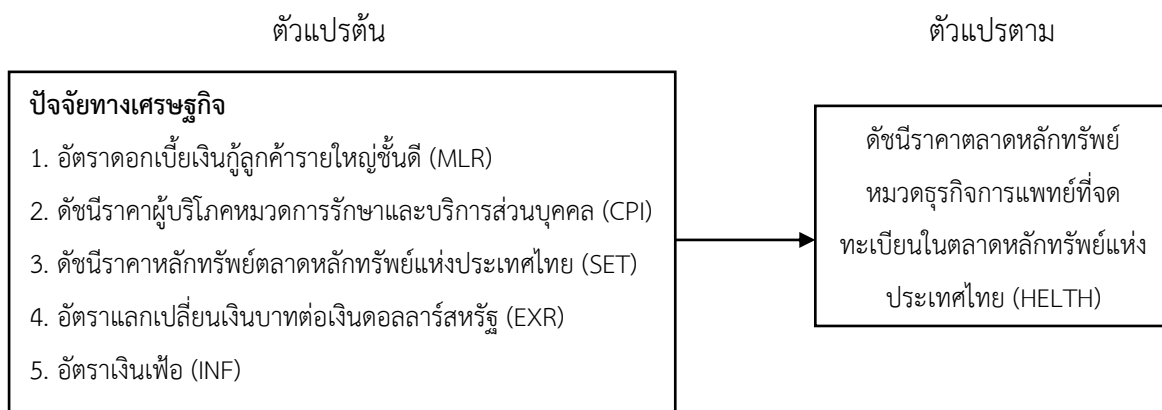 ตัวแปรต้น
ตัวแปรตาม
ปัจจัยทางเศรษฐกิจ
1. อัตราดอกเบี้ยเงินกู้ลูกค้ารายใหญ่ชั้นดี (MLR)
2. ดัชนีราคาผู้บริโภคหมวดการรักษาและบริการส่วนบุคคล (CPI)
3. ดัชนีราคาหลักทรัพย์ตลาดหลักทรัพย์แห่งประเทศไทย (SET)
4. อัตราแลกเปลี่ยนเงินบาทต่อเงินดอลลาร์สหรัฐ (EXR)
5. อัตราเงินเฟ้อ (INF)
ดัชนีราคาตลาดหลักทรัพย์
หมวดธุรกิจการแพทย์ที่จด
ทะเบียนในตลาดหลักทรัพย์แห่ง
ประเทศไทย (HELTH)